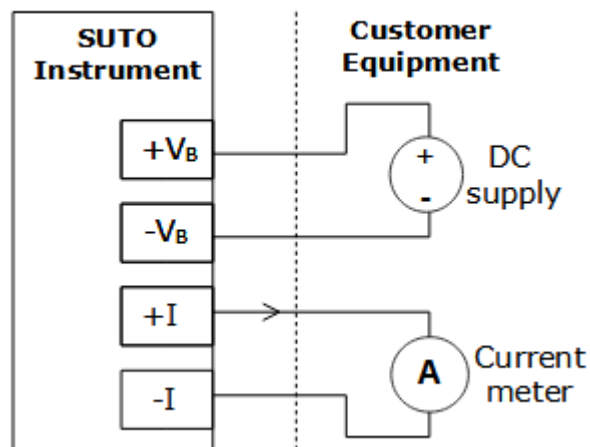 SUTO
Instrument
Customer
Equipment
+VB
-VB
+I
-I
+
-
DC
supply
A
Current
meter